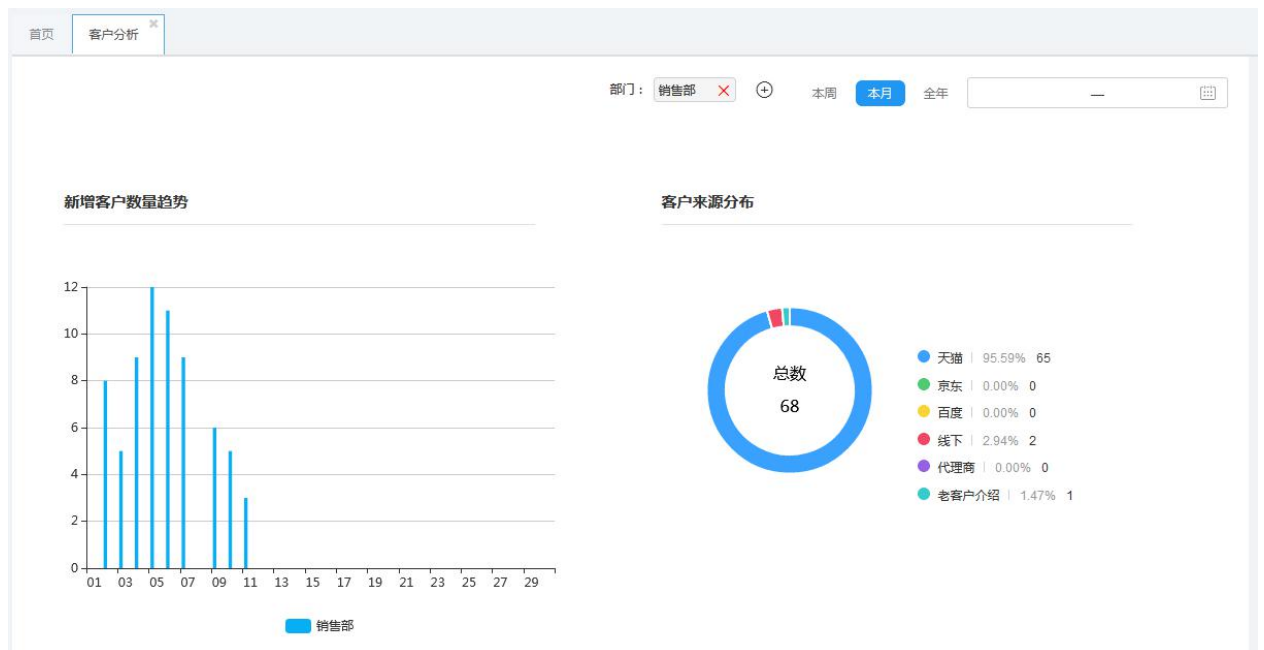 首页
客户分析
部门： 销售部
本周 本月 全年 —
新增客户数量趋势
12
10
8
6
4
2
0
01 03 05 07 09 11 13 15 17 19 21 23 25 27 29
销售部
客户来源分布
总数
68
天猫 95.59% 65
京东 0.00% 0
百度 0.00% 0
线下 2.94% 2
代理商 0.00% 0
老客户介绍 1.47% 1